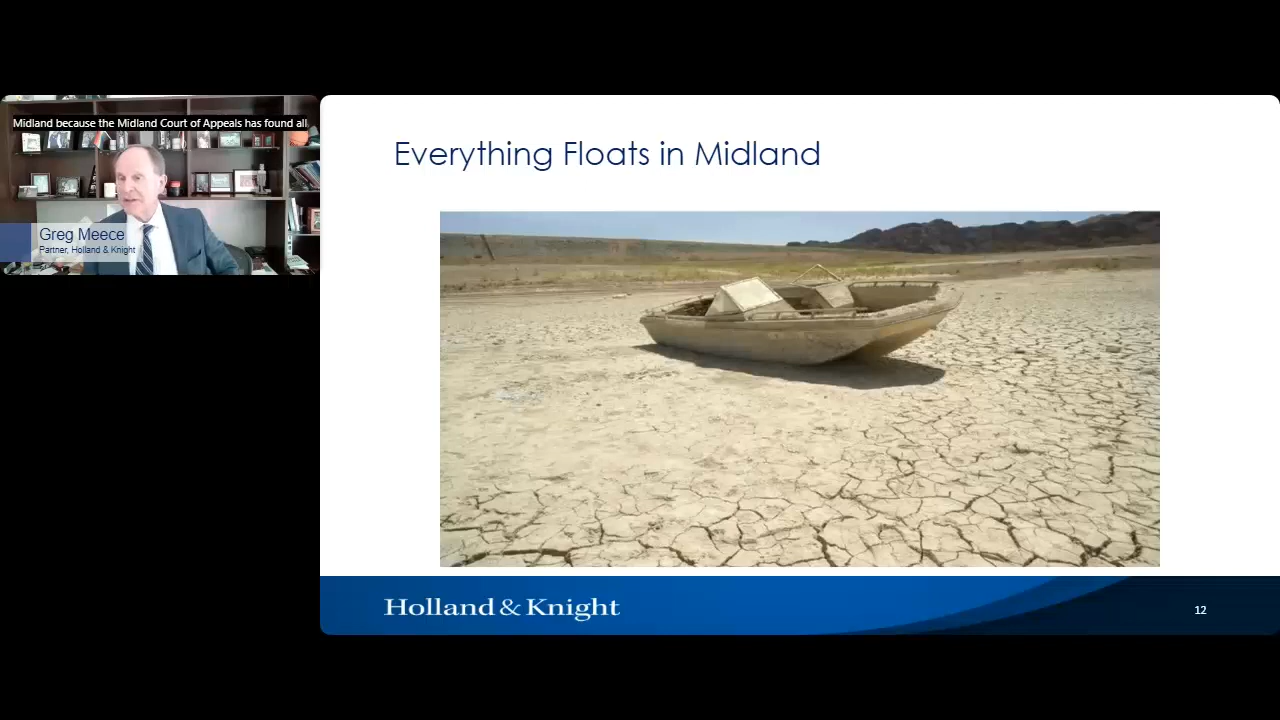 Midland because the Midland Court of Appeals has found all
Greg Meece
Partner, Holland & Knight
Everything Floats in Midland
Holland & Knight
12